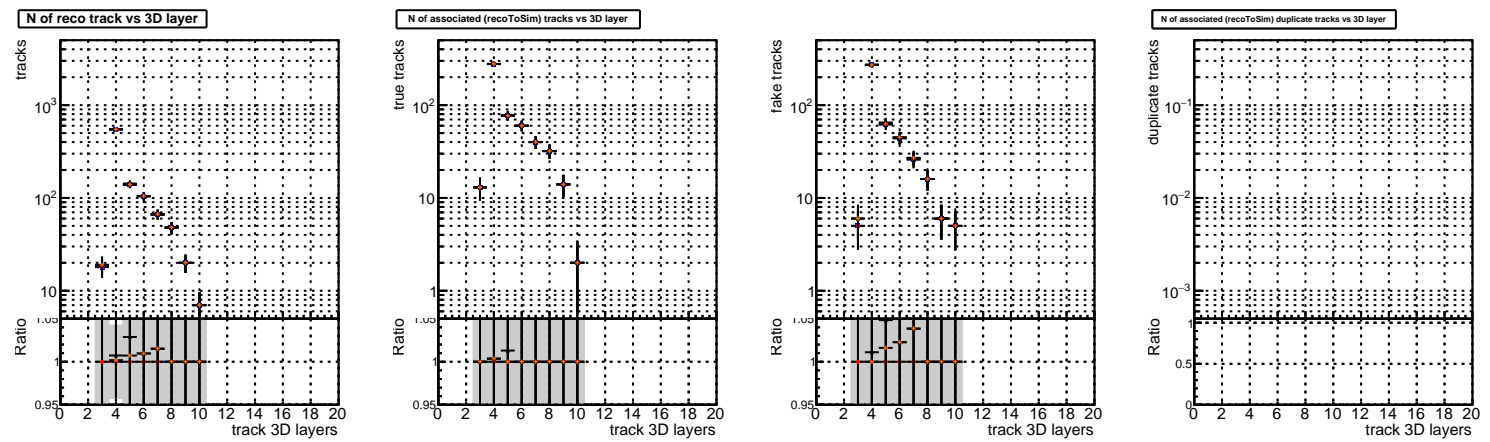 N of reco track vs 3D layer
tracks
10³
10²
10
Ratio
1.05
1
0.95
0 2 4 6 8 10 12 14 16 18 20
track 3D layers
N of associated (recoToSim) tracks vs 3D layer
true tracks
10²
10
1
Ratio
1.05
1
0.95
0 2 4 6 8 10 12 14 16 18 20
track 3D layers
fake tracks
10²
10
1
Ratio
1.05
1
0.95
0 2 4 6 8 10 12 14 16 18 20
track 3D layers
N of associated (recoToSim) duplicate tracks vs 3D layer
duplicate tracks
10⁻¹
10⁻²
10⁻³
Ratio
1
0.5
0
0 2 4 6 8 10 12 14 16 18 20
track 3D layers